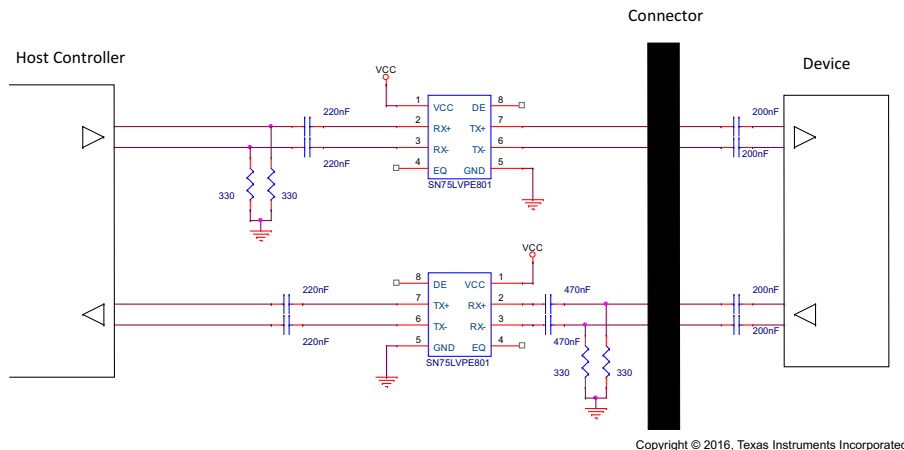 Connector
Host Controller
Device
VCC
220nF
1 VCC DE 8
2 RX+ TX+ 7
3 RX- TX- 6
4 EQ GND 5
220nF
SN75LVPE801
200nF
200nF
330 330
VCC
220nF
8 DE VCC 1
7 TX+ RX+ 2
6 TX- RX- 3
5 GND EQ 4
220nF
SN75LVPE801
470nF
470nF
200nF
200nF
330 330
Copyright © 2016, Texas Instruments Incorporated